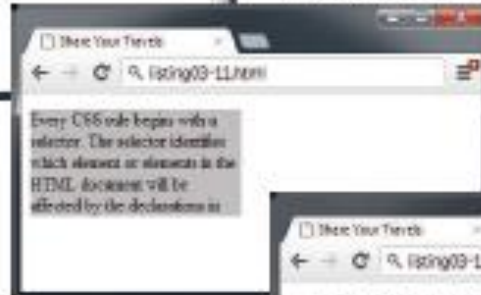 Share Your Travels
listing03-11.html
Every CSS rule begins with a
selector. The selector identifies
which element or elements in the
HTML document will be
affected by the declarations in
Share Your Travels
listing03-1